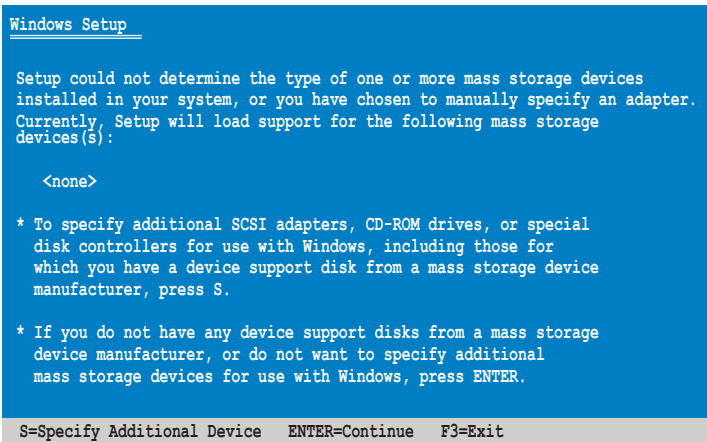 Windows Setup
Setup could not determine the type of one or more mass storage devices
installed in your system, or you have chosen to manually specify an adapter.
Currently, Setup will load support for the following mass storage
devices(s):
<none>
* To specify additional SCSI adapters, CD-ROM drives, or special
disk controllers for use with Windows, including those for
which you have a device support disk from a mass storage device
manufacturer, press S.
* If you do not have any device support disks from a mass storage
device manufacturer, or do not want to specify additional
mass storage devices for use with Windows, press ENTER.
S=Specify Additional Device ENTER=Continue F3=Exit